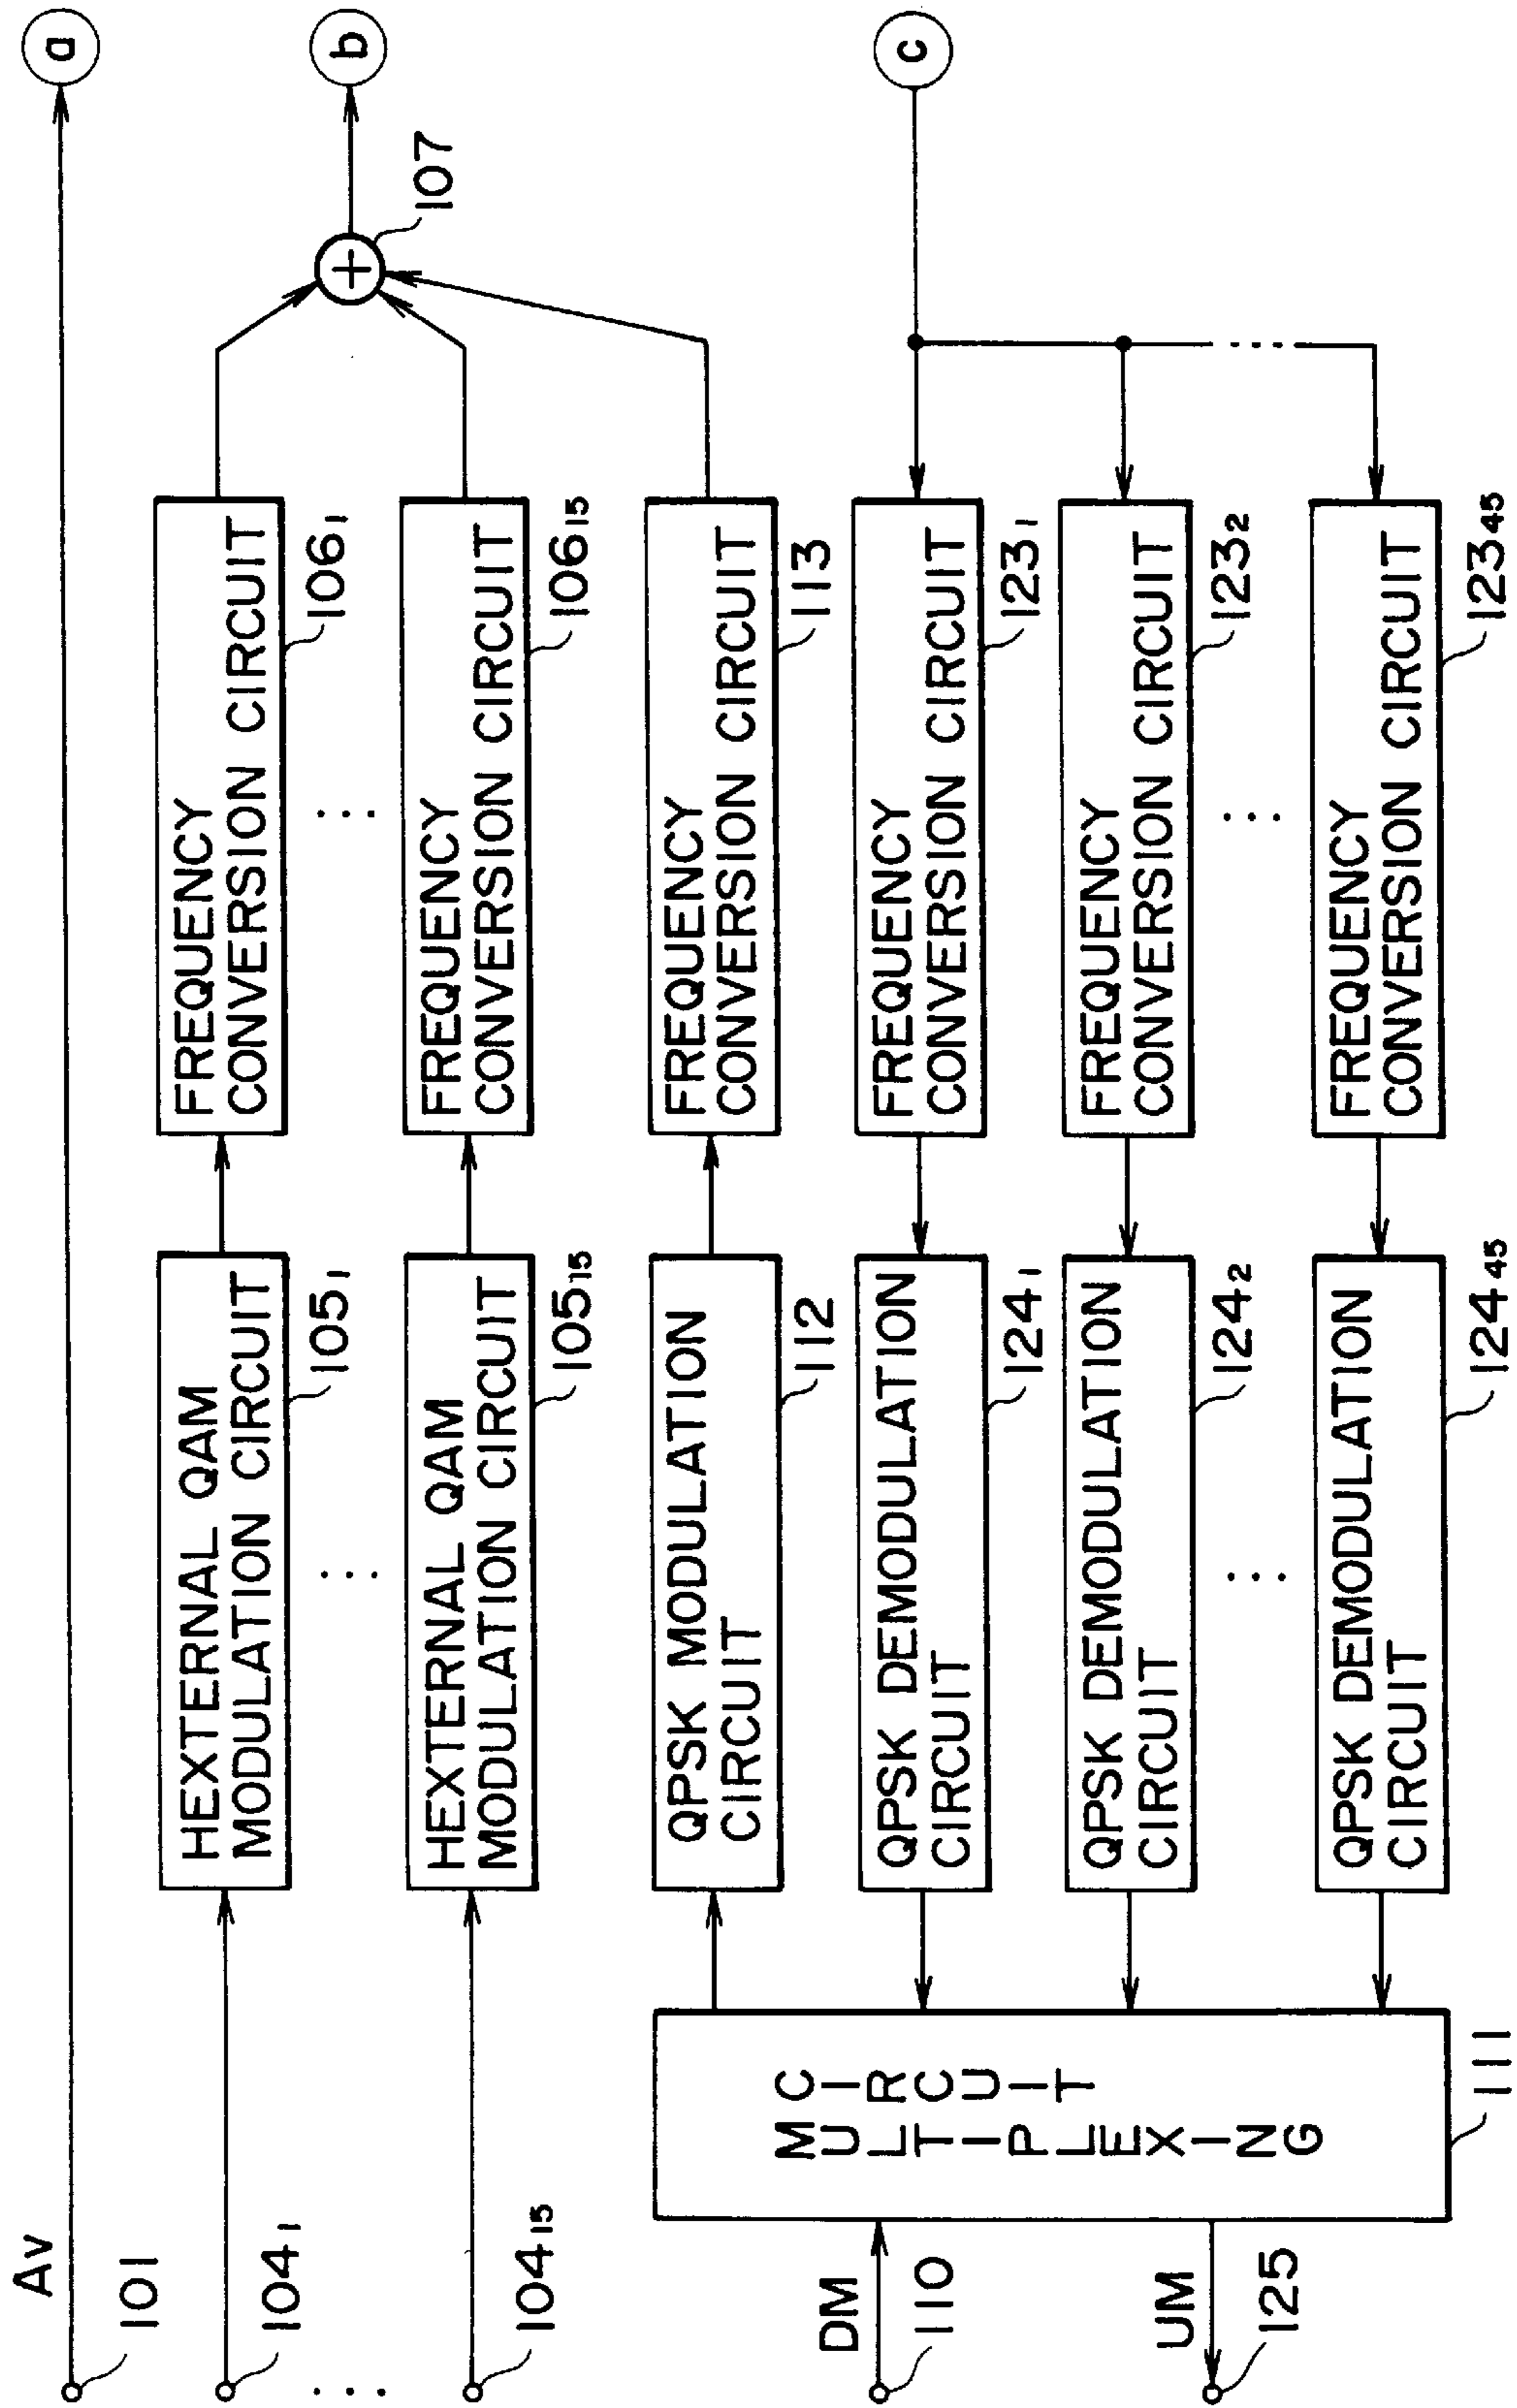 Av
101
a
104₁
HEXTERNAL QAM
MODULATION CIRCUIT
105₁
FREQUENCY
CONVERSION CIRCUIT
106₁
...
...
...
104₁₅
HEXTERNAL QAM
MODULATION CIRCUIT
105₁₅
FREQUENCY
CONVERSION CIRCUIT
106₁₅
+
107
b
DM
110
UM
125
MULTIPLEXING
CIRCUIT
111
QPSK MODULATION
CIRCUIT
112
FREQUENCY
CONVERSION CIRCUIT
113
QPSK DEMODULATION
CIRCUIT
124₁
FREQUENCY
CONVERSION CIRCUIT
123₁
c
QPSK DEMODULATION
CIRCUIT
124₂
FREQUENCY
CONVERSION CIRCUIT
123₂
...
...
QPSK DEMODULATION
CIRCUIT
124₄₅
FREQUENCY
CONVERSION CIRCUIT
123₄₅